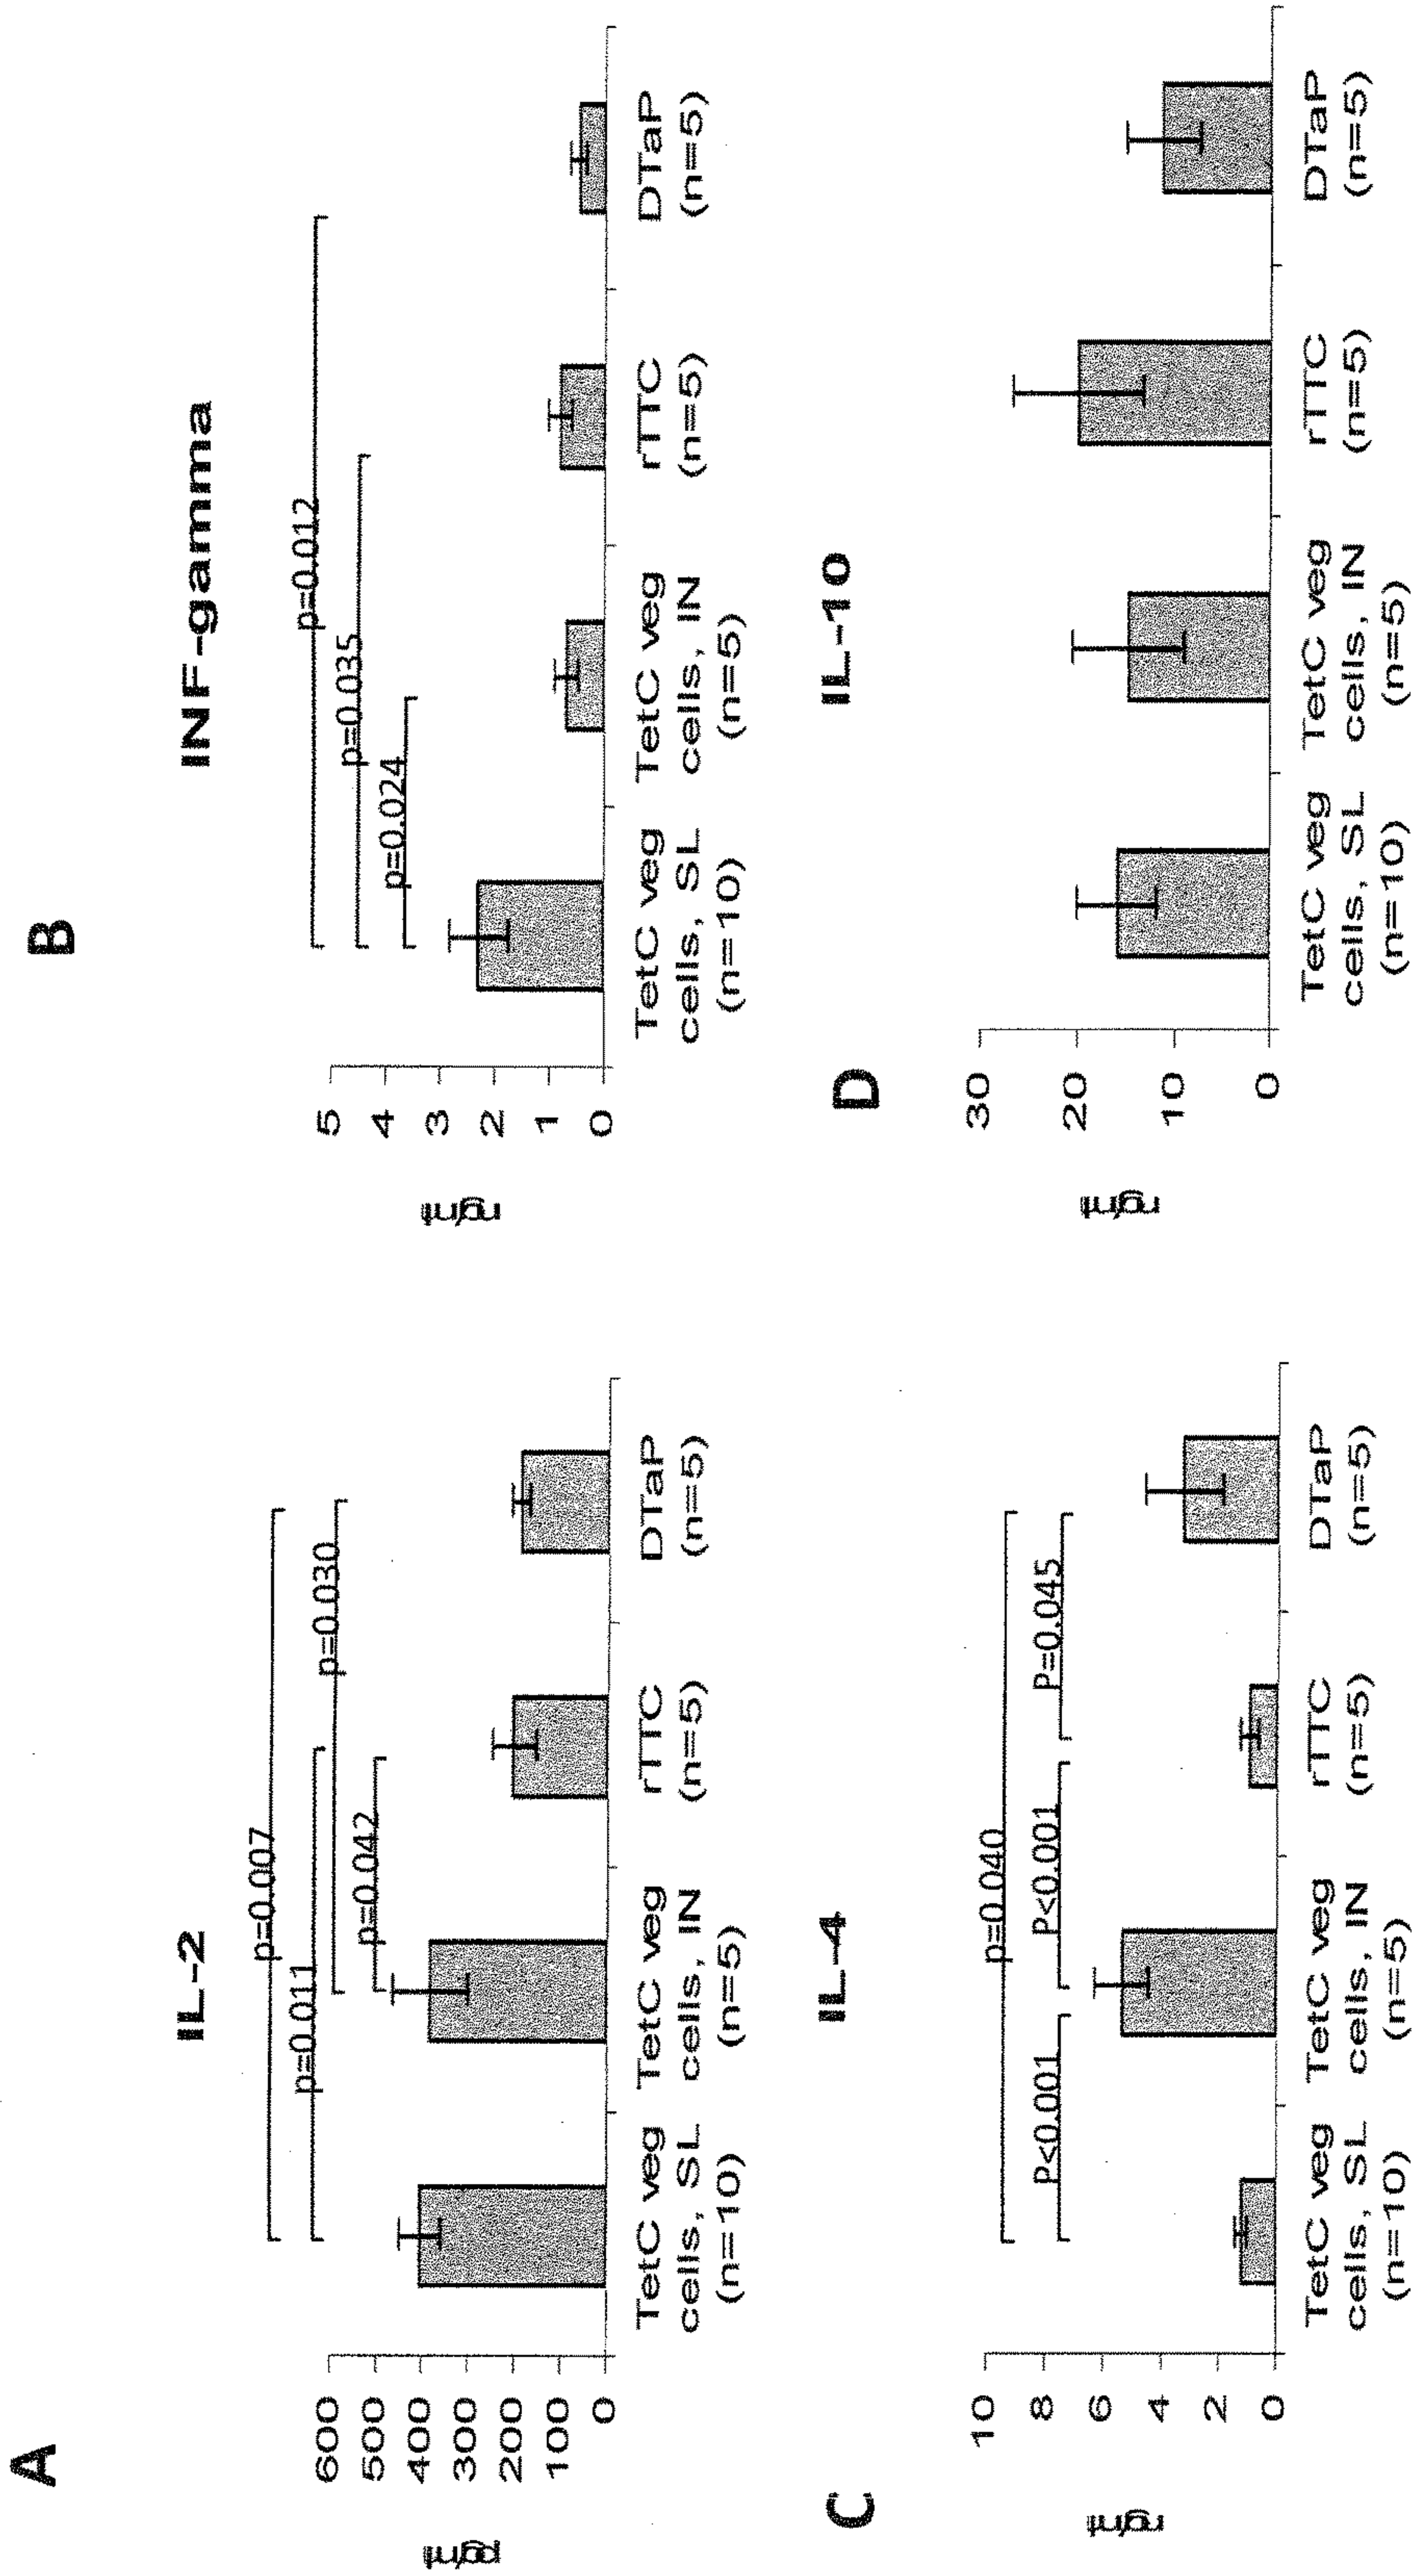 A
IL-2
p=0.007
p=0.011
p=0.030
p=0.042
pg/ml
600
500
400
300
200
100
0
TetC veg
cells, SL
(n=10)
TetC veg
cells, IN
(n=5)
rTTC
(n=5)
DTaP
(n=5)
B
INF-gamma
p=0.012
p=0.035
p=0.024
ng/ml
5
4
3
2
1
0
TetC veg
cells, SL
(n=10)
TetC veg
cells, IN
(n=5)
rTTC
(n=5)
DTaP
(n=5)
C
IL-4
p=0.040
P<0.001
P<0.001
P=0.045
ng/ml
10
8
6
4
2
0
TetC veg
cells, SL
(n=10)
TetC veg
cells, IN
(n=5)
rTTC
(n=5)
DTaP
(n=5)
D
IL-10
ng/ml
30
20
10
0
TetC veg
cells, SL
(n=10)
TetC veg
cells, IN
(n=5)
rTTC
(n=5)
DTaP
(n=5)